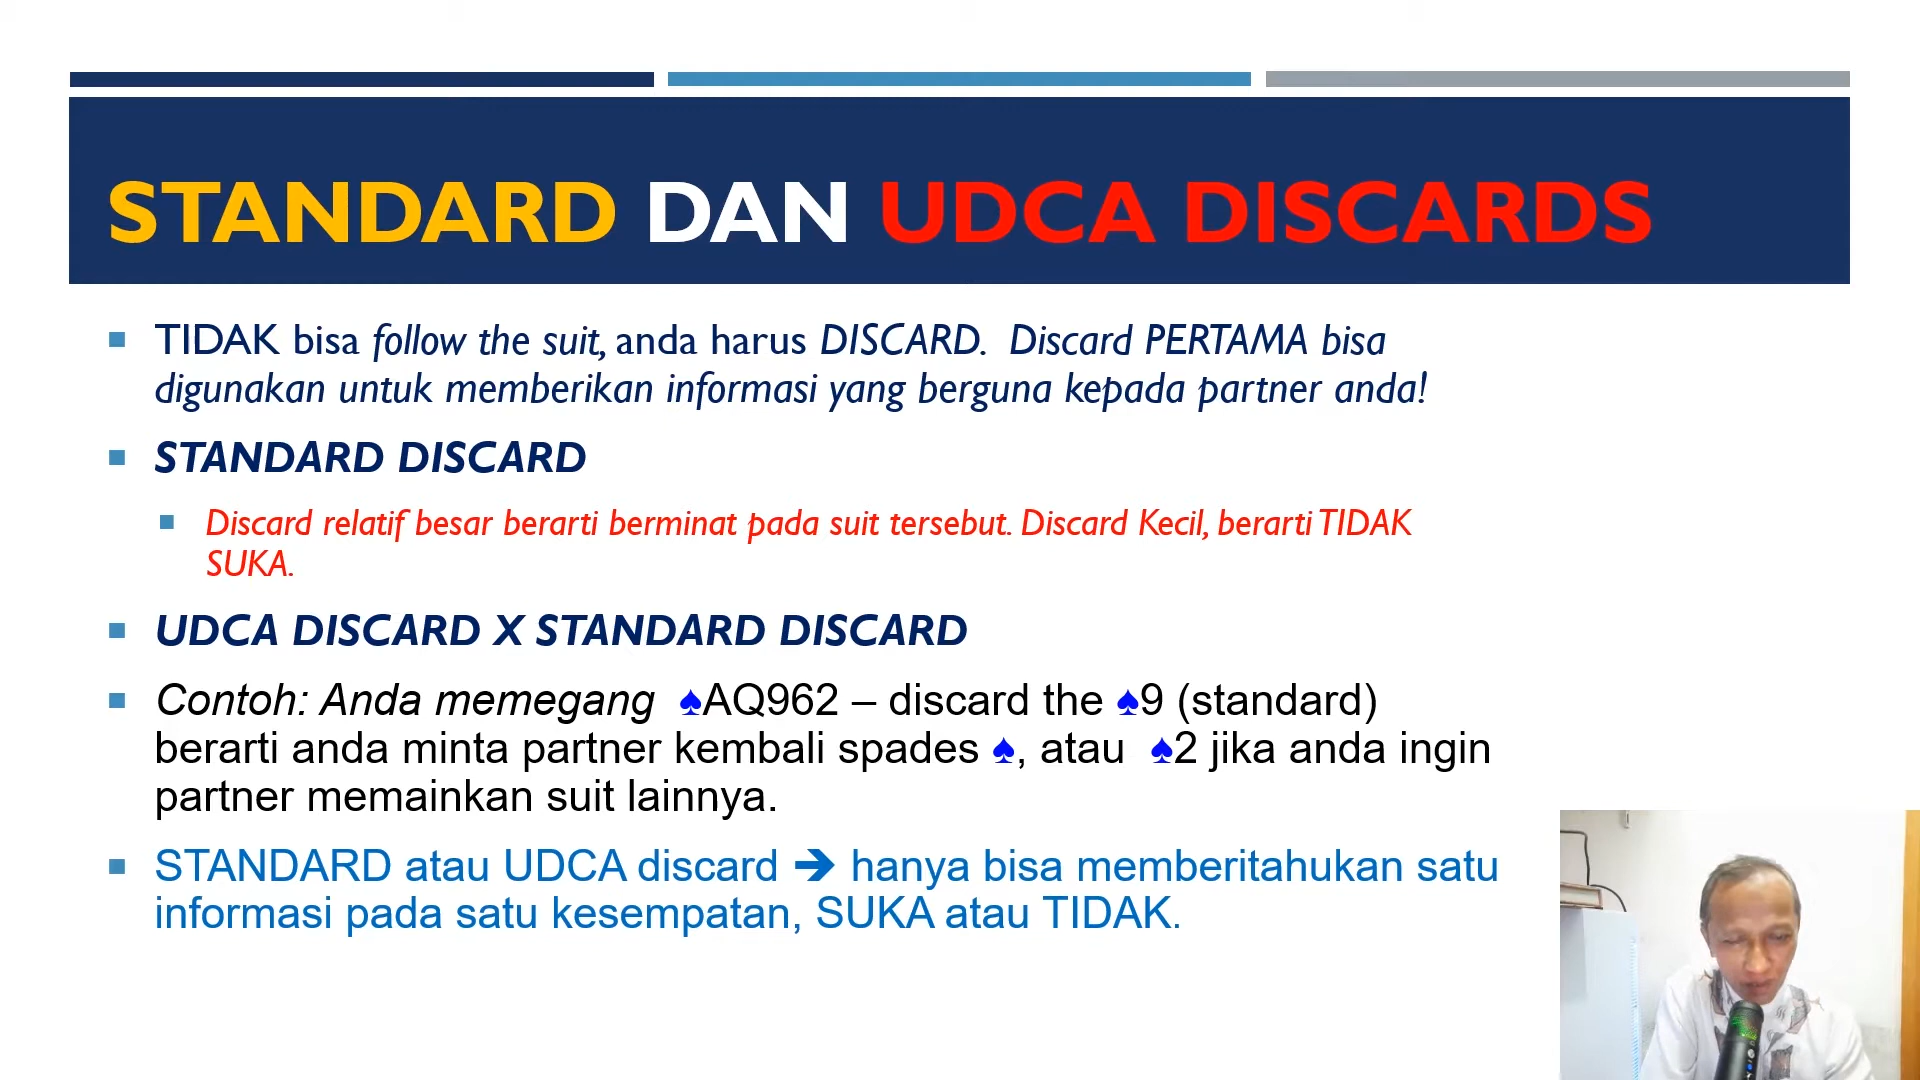 STANDARD DAN UDCA DISCARDS
TIDAK bisa follow the suit, anda harus DISCARD. Discard PERTAMA bisa
digunakan untuk memberikan informasi yang berguna kepada partner anda!
STANDARD DISCARD
Discard relatif besar berarti berminat pada suit tersebut. Discard Kecil, berarti TIDAK
SUKA.
UDCA DISCARD X STANDARD DISCARD
Contoh: Anda memegang ♠AQ962 – discard the ♠9 (standard)
berarti anda minta partner kembali spades ♠, atau ♠2 jika anda ingin
partner memainkan suit lainnya.
STANDARD atau UDCA discard ➔ hanya bisa memberitahukan satu
informasi pada satu kesempatan, SUKA atau TIDAK.